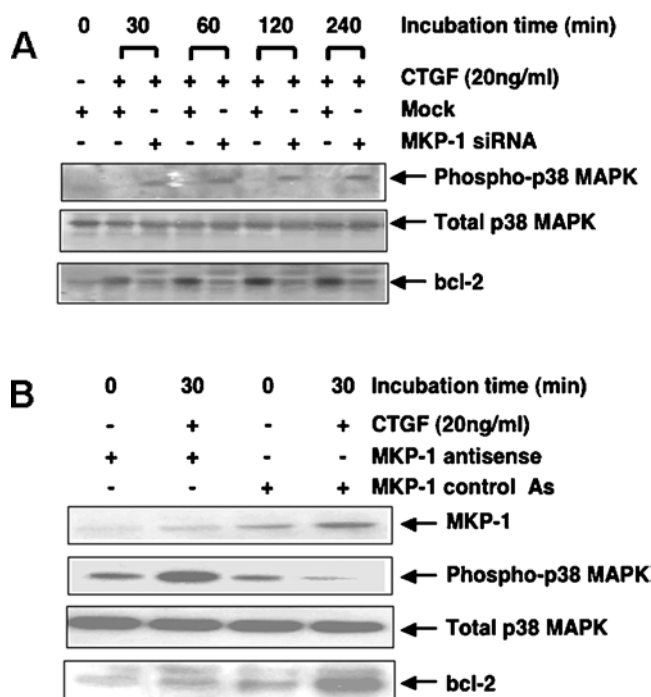 A
0 30 60 120 240 Incubation time (min)
- + + + + + + + + CTGF (20ng/ml)
+ + - + - + - + - Mock
- - + - + - + - + MKP-1 siRNA
Phospho-p38 MAPK
Total p38 MAPK
bcl-2
B
0 30 0 30 Incubation time (min)
- + - + CTGF (20ng/ml)
+ + - - MKP-1 antisense
- - + + MKP-1 control As
MKP-1
Phospho-p38 MAPK
Total p38 MAPK
bcl-2